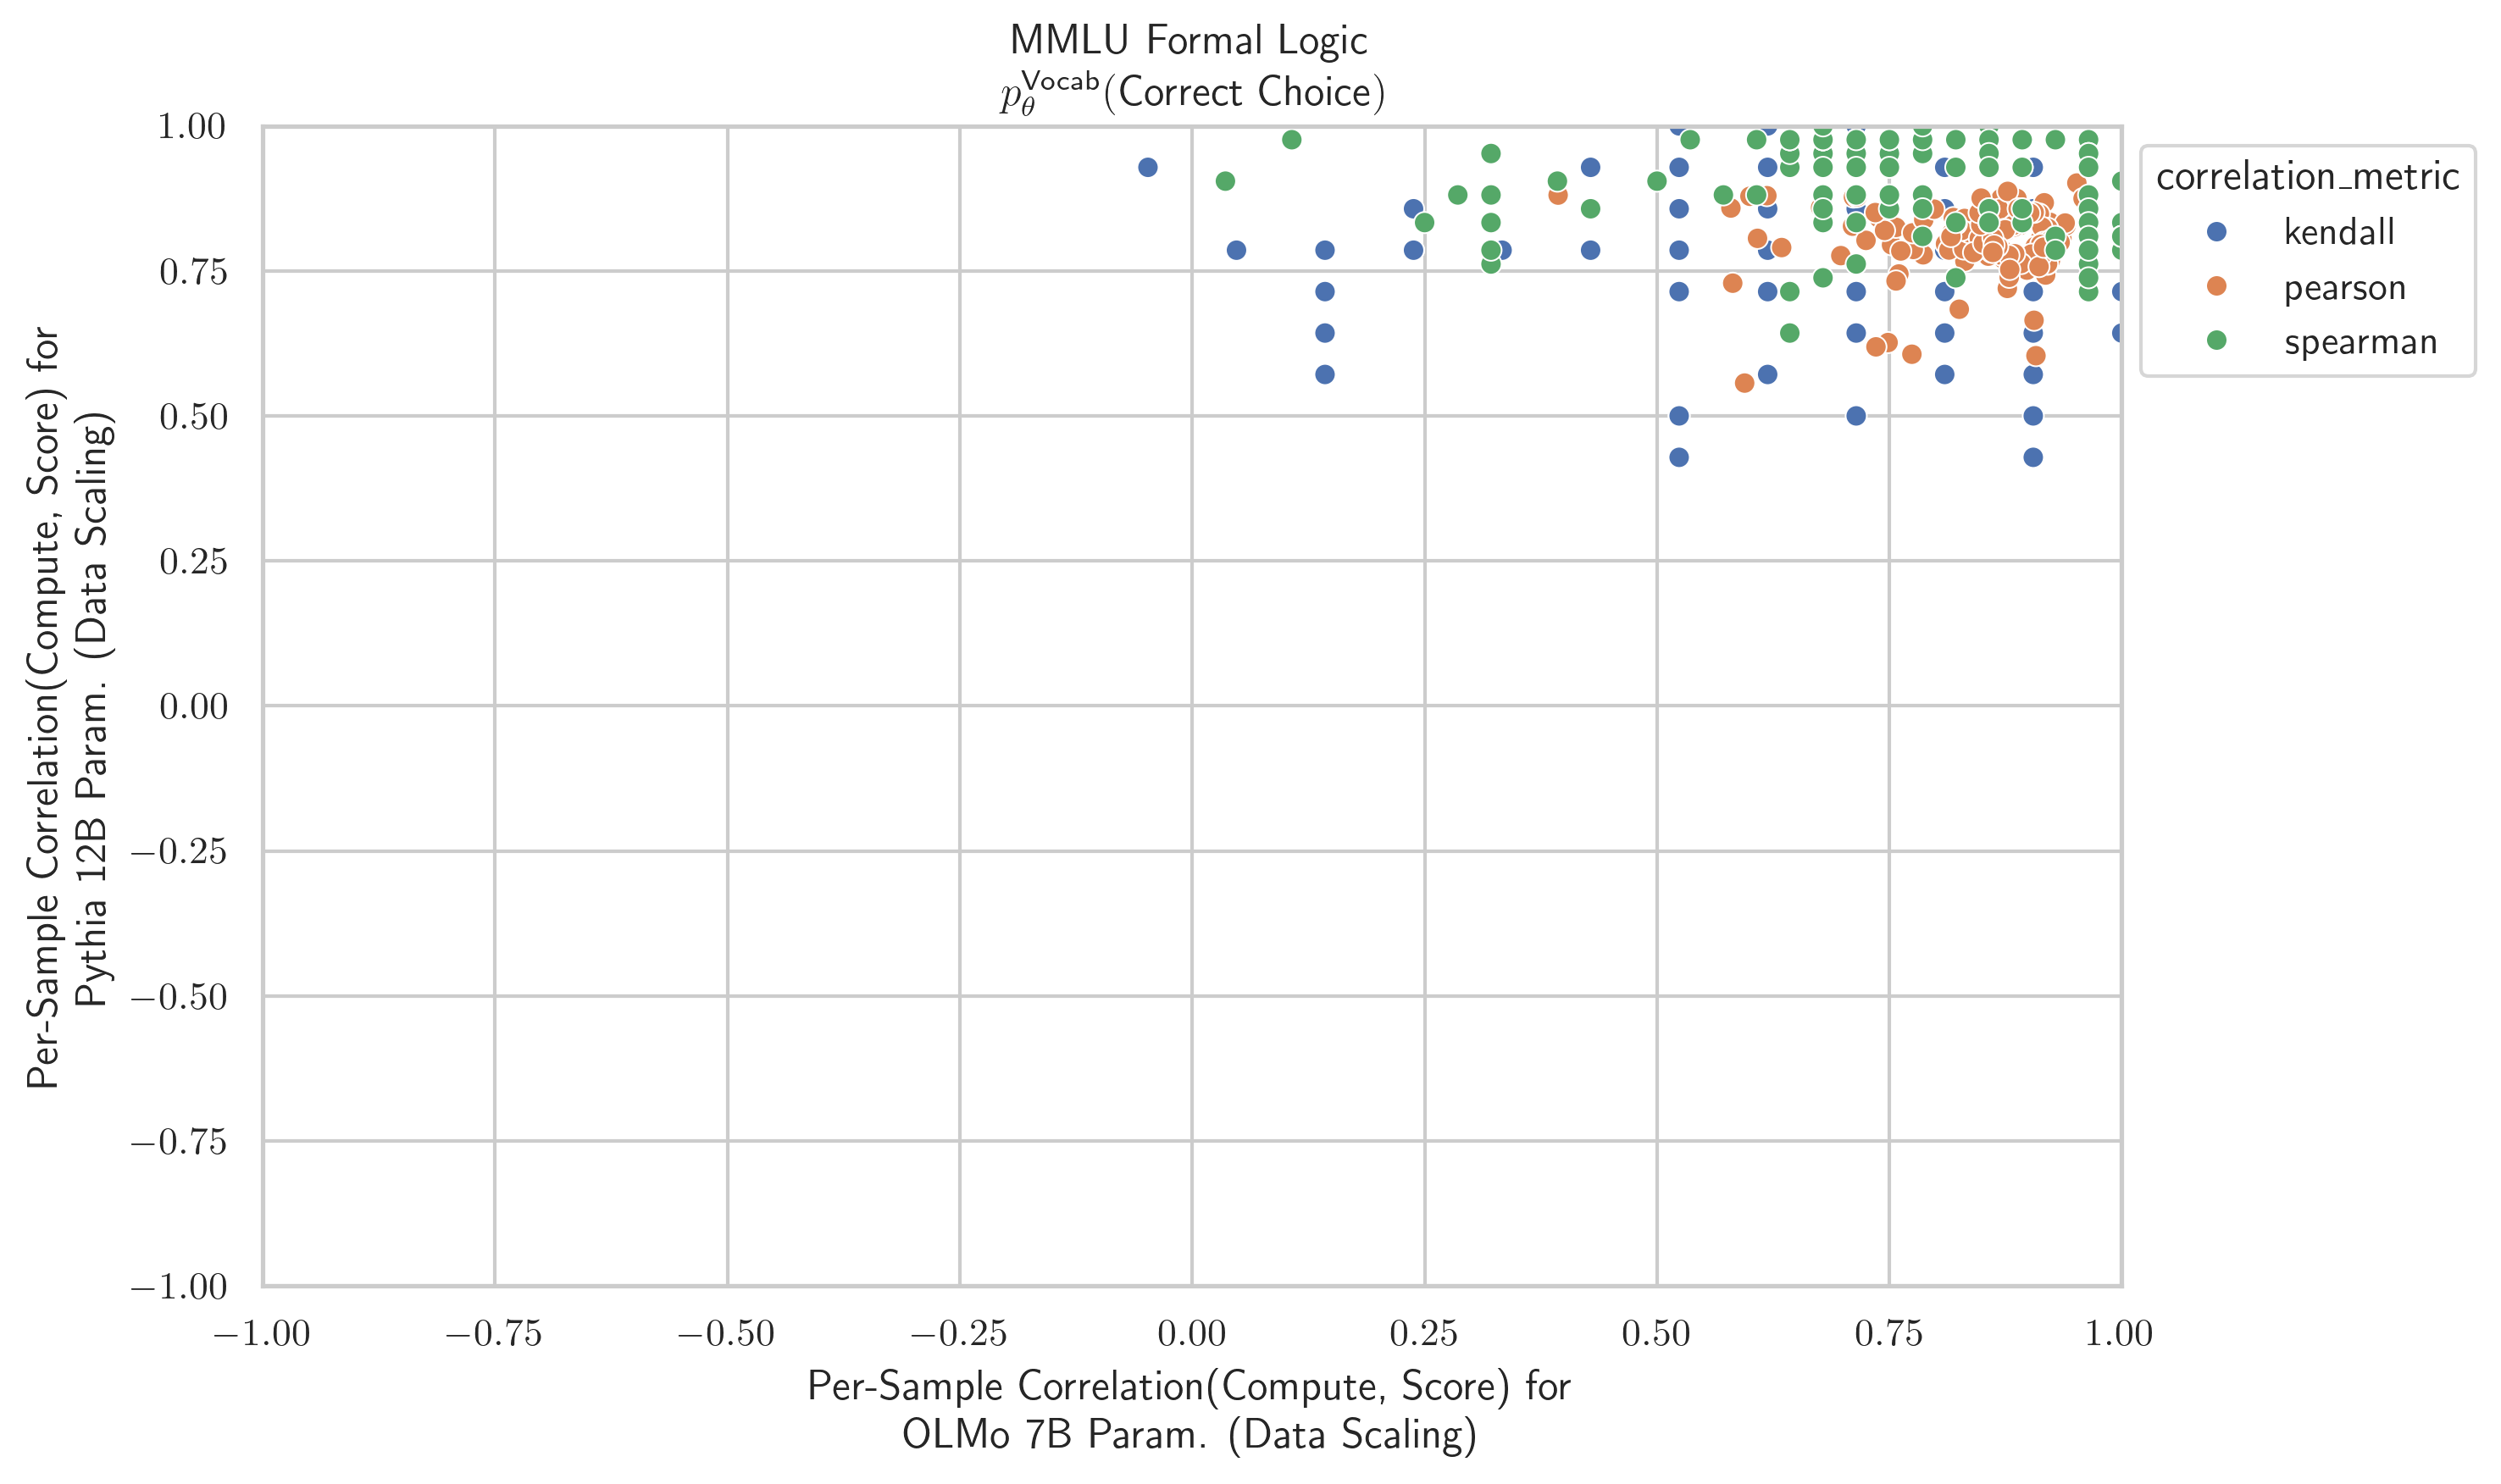 MMLU Formal Logic
p_θ^Vocab(Correct Choice)
1.00
0.75
0.50
0.25
0.00
−0.25
−0.50
−0.75
−1.00
Per-Sample Correlation(Compute, Score) for
Pythia 12B Param. (Data Scaling)
−1.00
−0.75
−0.50
−0.25
0.00
0.25
0.50
0.75
1.00
Per-Sample Correlation(Compute, Score) for
OLMo 7B Param. (Data Scaling)
correlation_metric
kendall
pearson
spearman